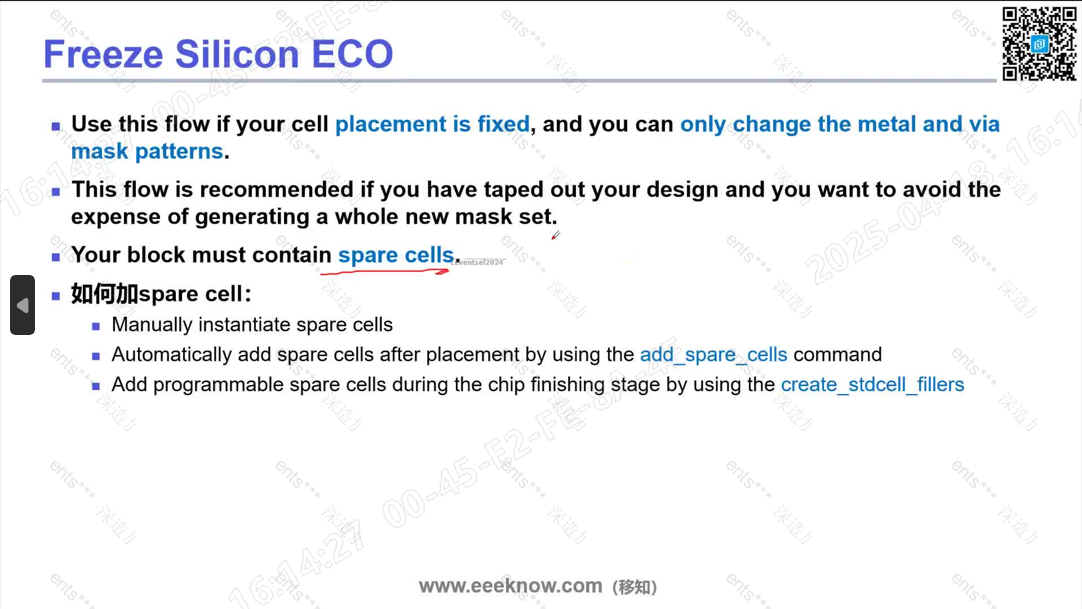 Freeze Silicon ECO
Use this flow if your cell placement is fixed, and you can only change the metal and via
mask patterns.
This flow is recommended if you have taped out your design and you want to avoid the
expense of generating a whole new mask set.
Your block must contain spare cells.
如何加spare cell：
Manually instantiate spare cells
Automatically add spare cells after placement by using the add_spare_cells command
Add programmable spare cells during the chip finishing stage by using the create_stdcell_fillers
www.eeeknow.com（移知）